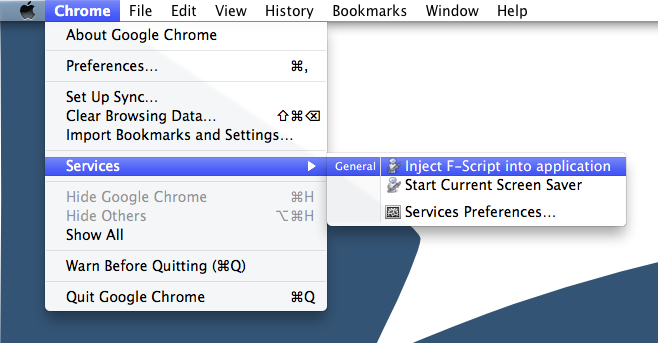 Chrome File Edit View History Bookmarks Window Help
About Google Chrome
Preferences... ⌘,
Set Up Sync...
Clear Browsing Data... ⇧⌘⌫
Import Bookmarks and Settings...
Services ▶
General Inject F-Script into application
Start Current Screen Saver
Services Preferences...
Hide Google Chrome ⌘H
Hide Others ⌥⌘H
Show All
Warn Before Quitting (⌘Q)
Quit Google Chrome ⌘Q